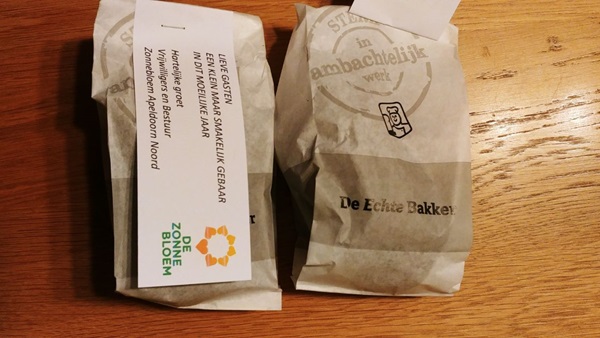 LIEVE GASTEN
EEN KLEIN MAAR SMAKELIJK GEBAAR
IN DIT MOEILIJKE JAAR
Hartelijke groet
Vrijwilligers en Bestuur
Zonnebloem Apeldoorn Noord
DE
ZONNE
BLOEM
in
ambachtelijk
werk
De Echte Bakker